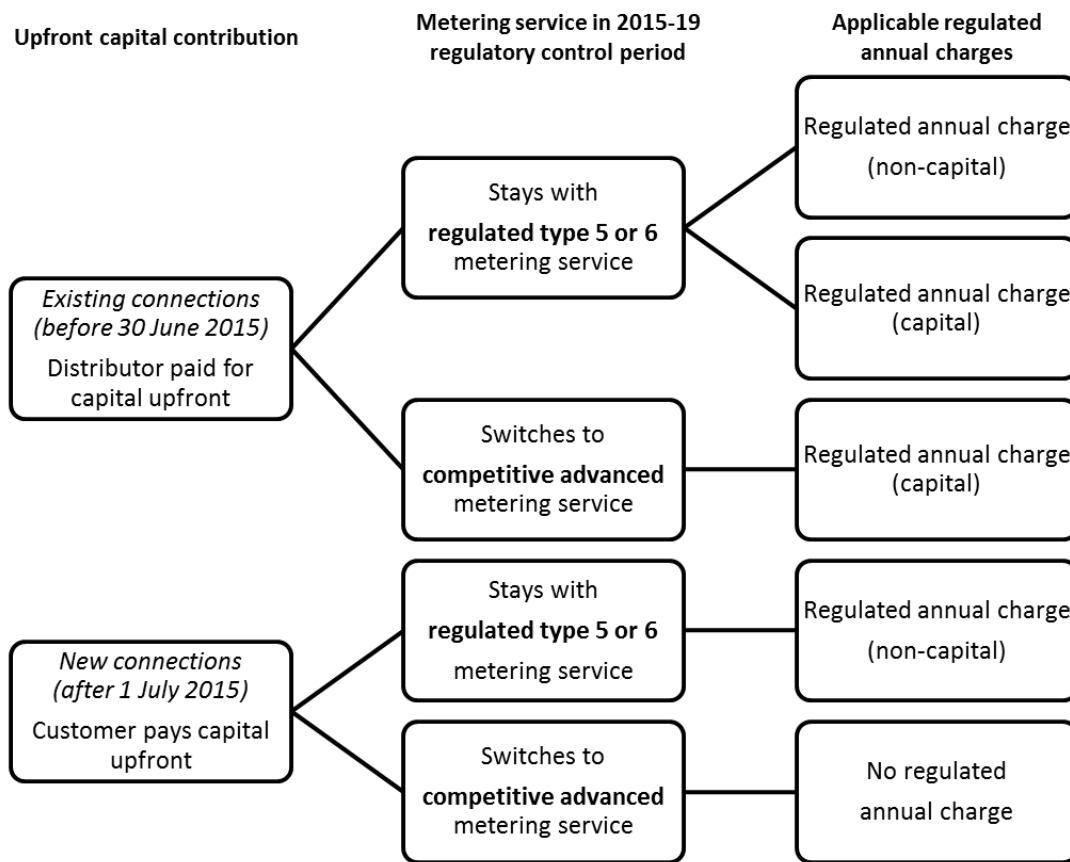 Upfront capital contribution
Metering service in 2015-19
regulatory control period
Applicable regulated
annual charges
Existing connections
(before 30 June 2015)
Distributor paid for
capital upfront
Stays with
regulated type 5 or 6
metering service
Regulated annual charge
(non-capital)
Regulated annual charge
(capital)
Switches to
competitive advanced
metering service
Regulated annual charge
(capital)
New connections
(after 1 July 2015)
Customer pays capital
upfront
Stays with
regulated type 5 or 6
metering service
Regulated annual charge
(non-capital)
Switches to
competitive advanced
metering service
No regulated
annual charge